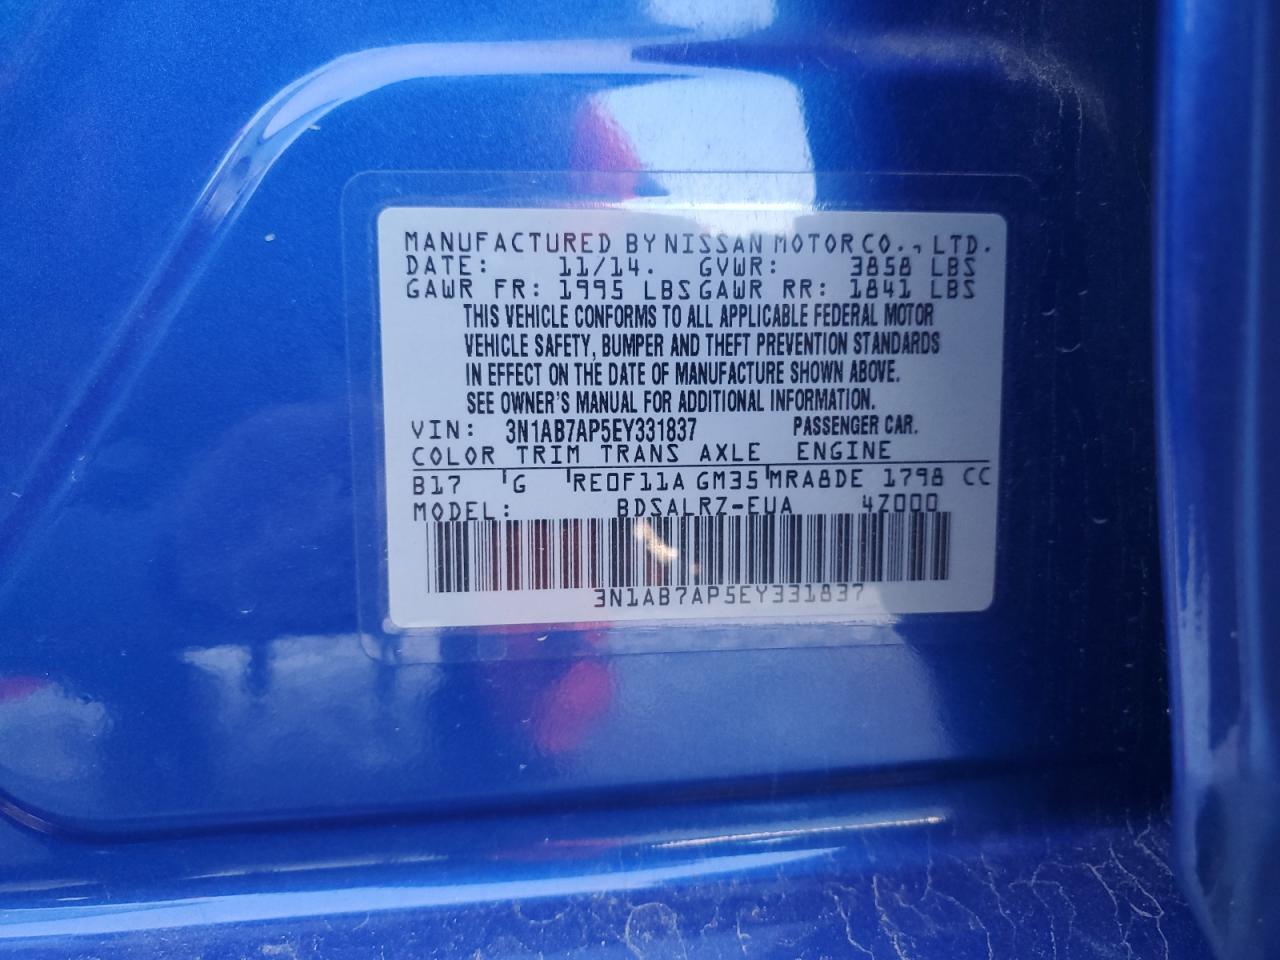 MANUFACTURED BY NISSAN MOTOR CO., LTD.
DATE: 11/14. GVWR: 3858 LBS
GAWR FR: 1995 LBS GAWR RR: 1841 LBS
THIS VEHICLE CONFORMS TO ALL APPLICABLE FEDERAL MOTOR
VEHICLE SAFETY, BUMPER AND THEFT PREVENTION STANDARDS
IN EFFECT ON THE DATE OF MANUFACTURE SHOWN ABOVE.
SEE OWNER'S MANUAL FOR ADDITIONAL INFORMATION.
VIN: 3N1AB7AP5EY331837 PASSENGER CAR.
COLOR TRIM TRANS AXLE ENGINE
B17 G RE0F11A GM35 MRA8DE 1798 CC
MODEL: BDSALRZ-EUA 4Z000
3N1AB7AP5EY331837